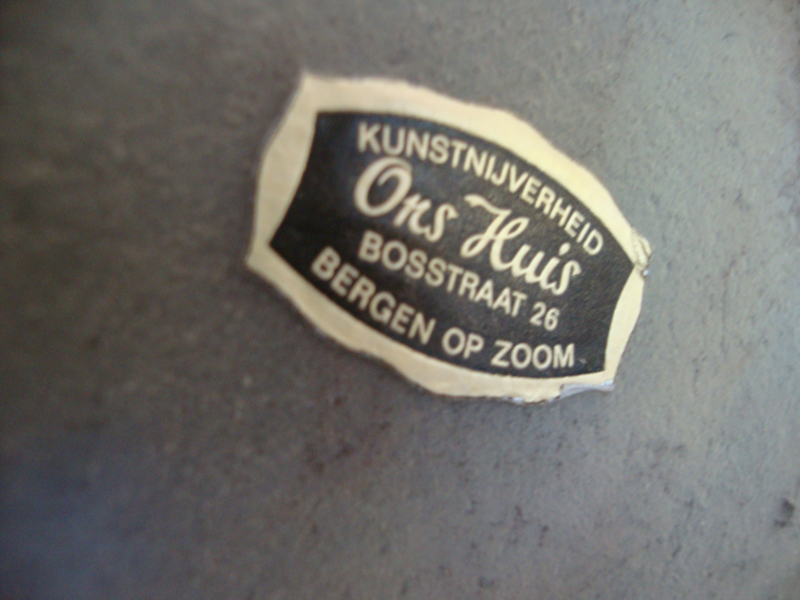 KUNSTNIJVERHEID
Ons Huis
BOSSTRAAT 26
BERGEN OP ZOOM